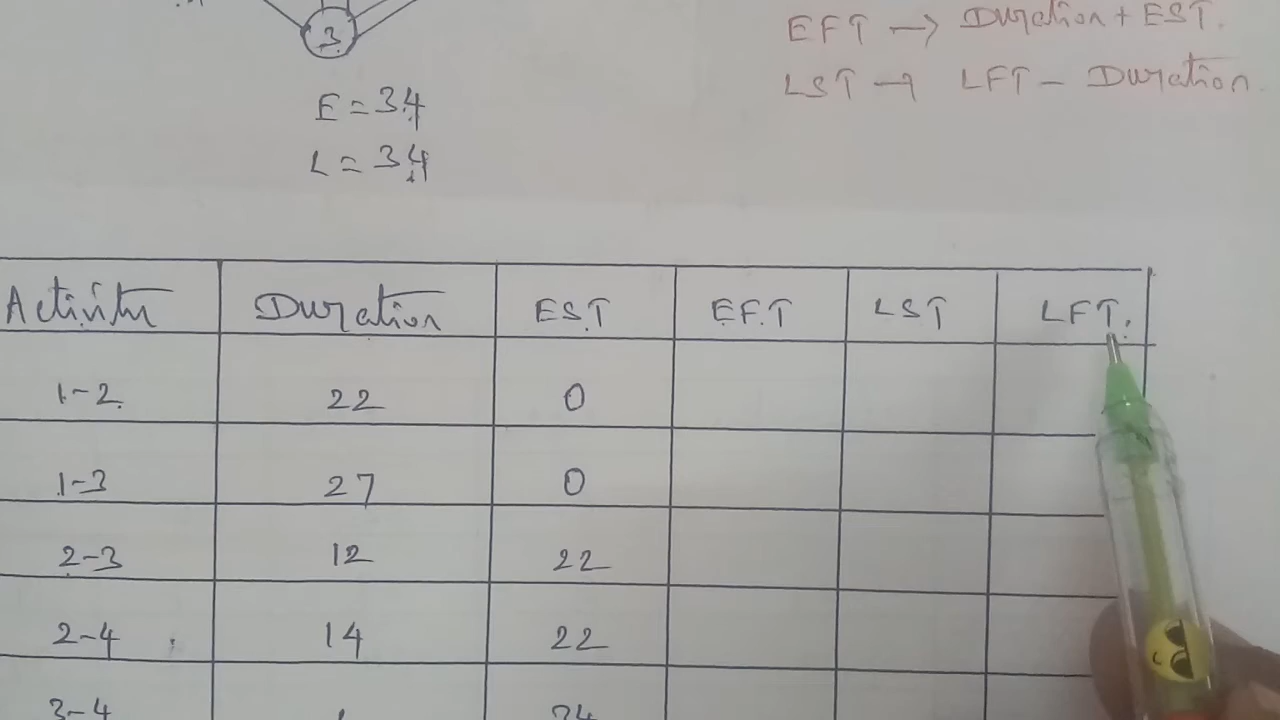 3
EFT → Duration + EST.
LST → LFT - Duration.
E = 34
L = 34
Activity Duration EST EFT LST LFT.
1-2 22 0
1-3 27 0
2-3 12 22
2-4 14 22
3-4 34